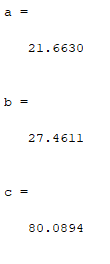 a =
21.6630
b =
27.4611
c =
80.0894